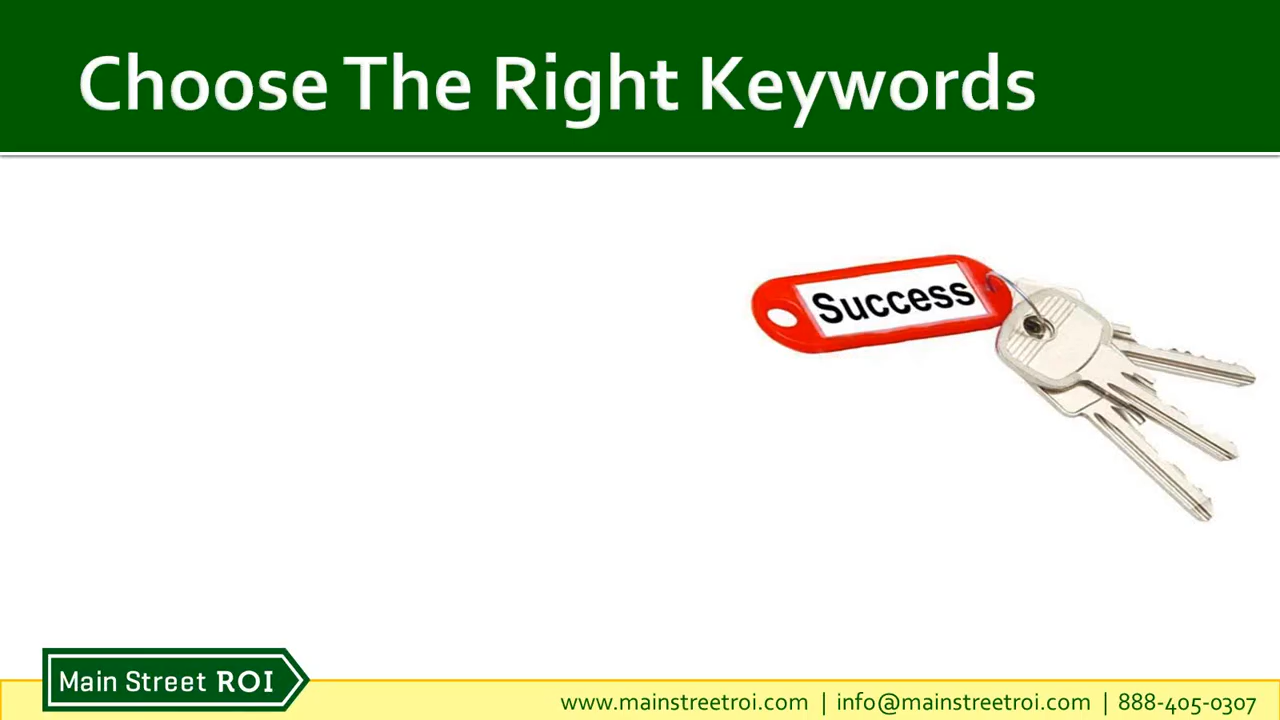 Choose The Right Keywords
Success
Main Street ROI
www.mainstreetroi.com | info@mainstreetroi.com | 888-405-0307